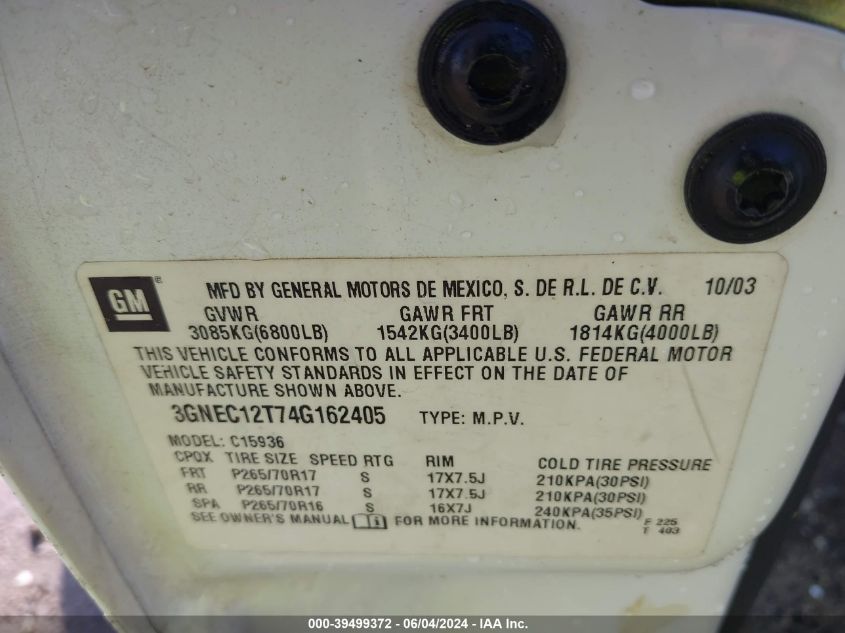 GM ®
MFD BY GENERAL MOTORS DE MEXICO, S. DE R.L. DE C.V. 10/03
GVWR GAWR FRT GAWR RR
3085KG(6800LB) 1542KG(3400LB) 1814KG(4000LB)
THIS VEHICLE CONFORMS TO ALL APPLICABLE U.S. FEDERAL MOTOR
VEHICLE SAFETY STANDARDS IN EFFECT ON THE DATE OF
MANUFACTURE SHOWN ABOVE.
3GNEC12T74G162405 TYPE: M.P.V.
MODEL: C15936
CPQX TIRE SIZE SPEED RTG RIM COLD TIRE PRESSURE
FRT P265/70R17 S 17X7.5J 210KPA(30PSI)
RR P265/70R17 S 17X7.5J 210KPA(30PSI)
SPA P265/70R16 S 16X7J 240KPA(35PSI)
SEE OWNER'S MANUAL FOR MORE INFORMATION. F 225
T 403
000-39499372 - 06/04/2024 - IAA Inc.